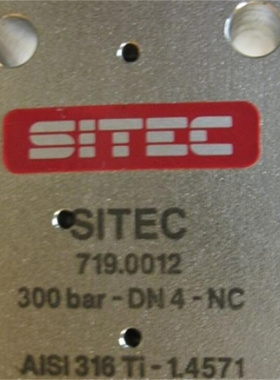 SITEC
SITEC
719.0012
300 bar - DN 4 - NC
AISI 316 Ti - 1.4571